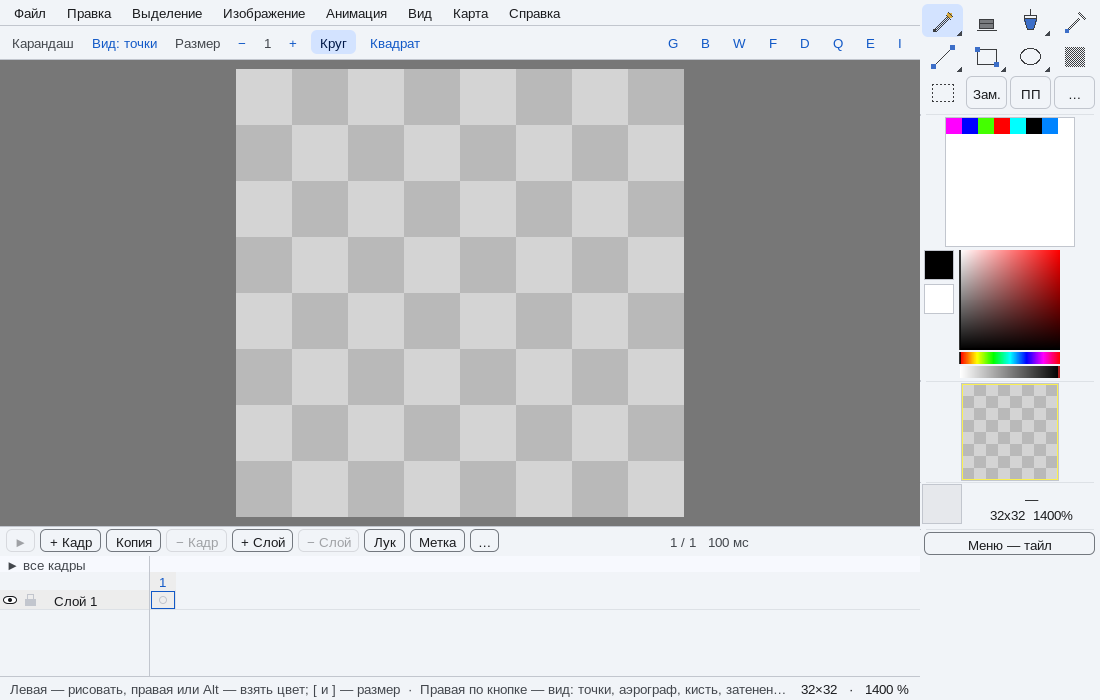 Файл Правка Выделение Изображение Анимация Вид Карта Справка
Карандаш Вид: точки Размер − 1 + Круг Квадрат G B W F D Q E I
Зам. ПП …
—
32x32 1400%
Меню — тайл
► + Кадр Копия − Кадр + Слой − Слой Лук Метка … 1 / 1 100 мс
► все кадры
1
Слой 1
Левая — рисовать, правая или Alt — взять цвет; [ и ] — размер · Правая по кнопке — вид: точки, аэрограф, кисть, затенен… 32×32 · 1400 %